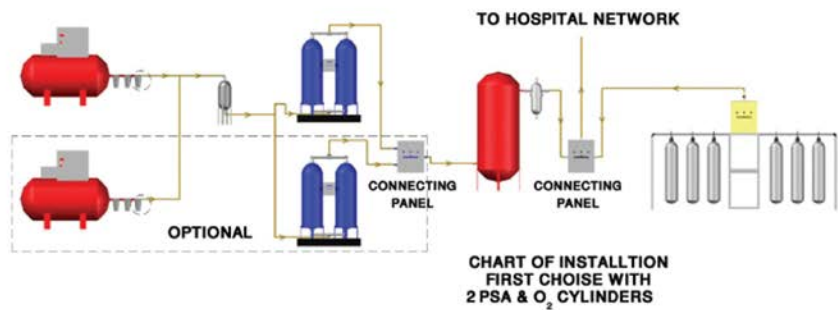 TO HOSPITAL NETWORK
CONNECTING
PANEL
CONNECTING
PANEL
OPTIONAL
CHART OF INSTALLTION
FIRST CHOISE WITH
2 PSA & O₂ CYLINDERS